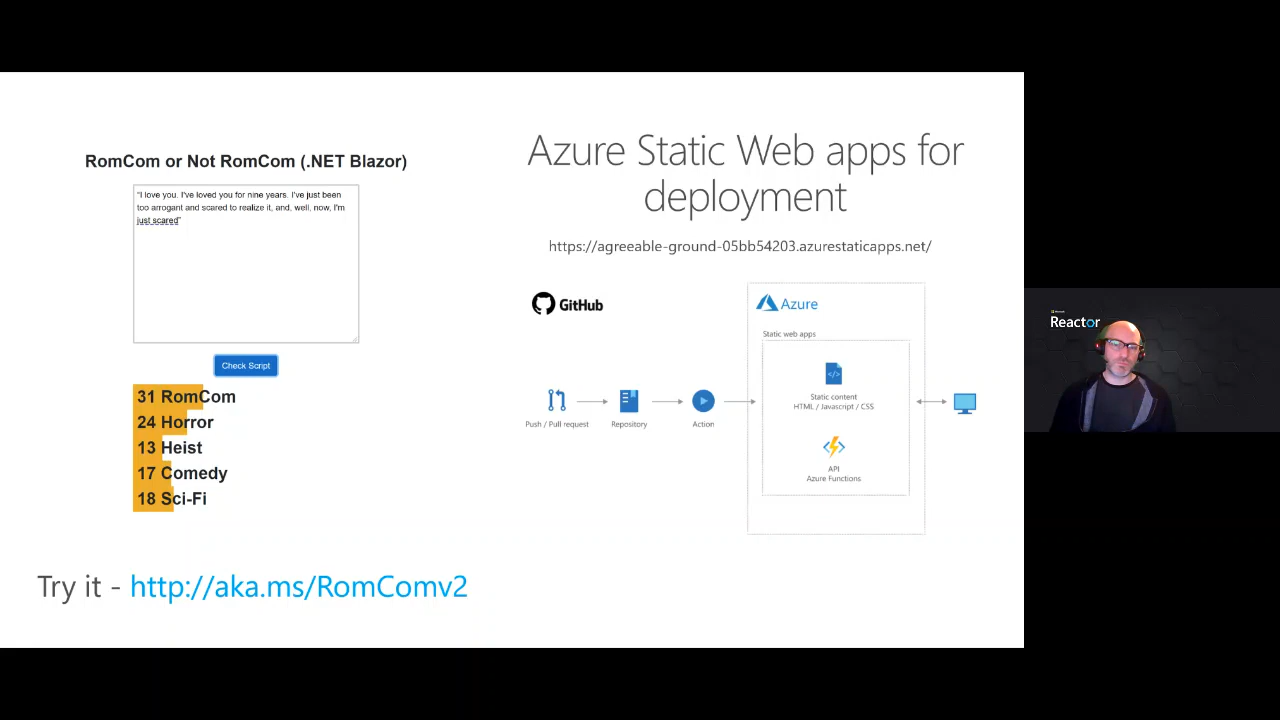 RomCom or Not RomCom (.NET Blazor)
"I love you. I've loved you for nine years. I've just been
too arrogant and scared to realize it, and, well, now, I'm
just scared"
Check Script
31 RomCom
24 Horror
13 Heist
17 Comedy
18 Sci-Fi
Try it - http://aka.ms/RomComv2
Azure Static Web apps for
deployment
https://agreeable-ground-05bb54203.azurestaticapps.net/
GitHub
Azure
Static web apps
Static content
HTML / Javascript / CSS
Push / Pull request
Repository
Action
API
Azure Functions
Microsoft
Reactor